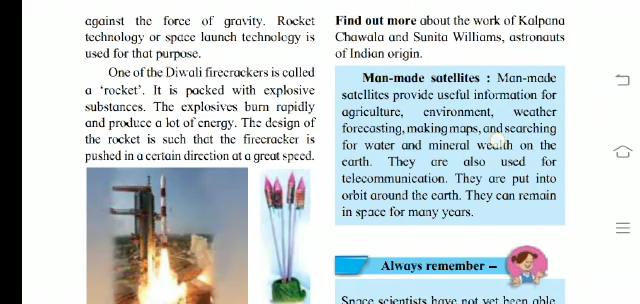 against the force of gravity. Rocket
technology or space launch technology is
used for that purpose.
One of the Diwali firecrackers is called
a ‘rocket’. It is packed with explosive
substances. The explosives burn rapidly
and produce a lot of energy. The design of
the rocket is such that the firecracker is
pushed in a certain direction at a great speed.
Find out more about the work of Kalpana
Chawala and Sunita Williams, astronauts
of Indian origin.
Man-made satellites : Man-made
satellites provide useful information for
agriculture, environment, weather
forecasting, making maps, and searching
for water and mineral wealth on the
earth. They are also used for
telecommunication. They are put into
orbit around the earth. They can remain
in space for many years.
Always remember –
Space scientists have not yet been able